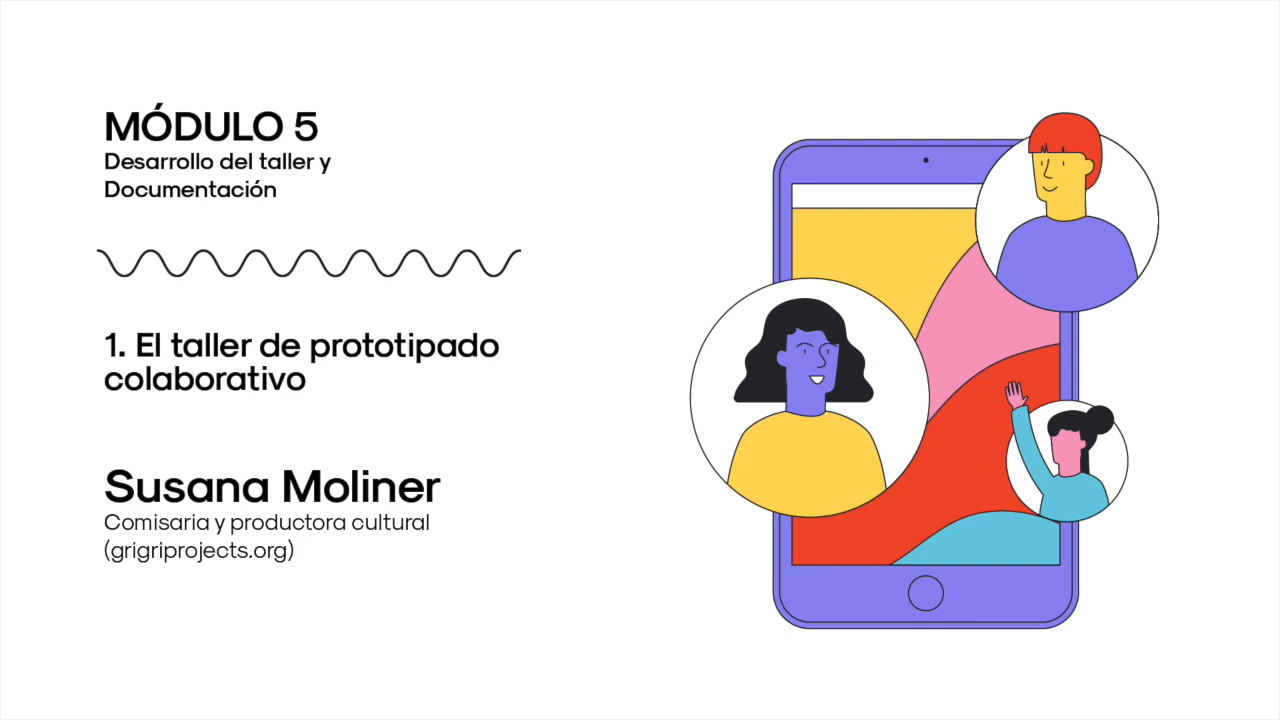 MÓDULO 5
Desarrollo del taller y
Documentación
1. El taller de prototipado
colaborativo
Susana Moliner
Comisaria y productora cultural
(grigriprojects.org)